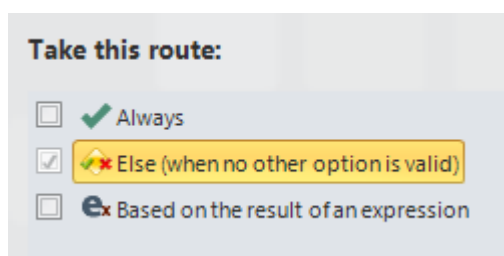 Take this route:
Always
Else (when no other option is valid)
Based on the result of an expression